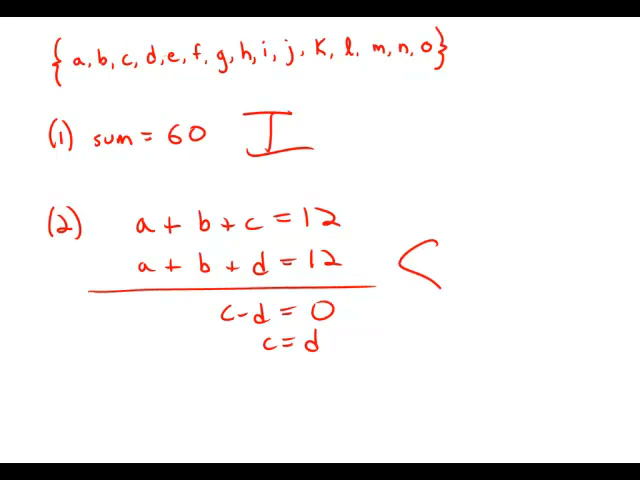 {a, b, c, d, e, f, g, h, i, j, k, l, m, n, o}
(1) sum = 60 I
(2) a + b + c = 12
a + b + d = 12 C
c - d = 0
c = d